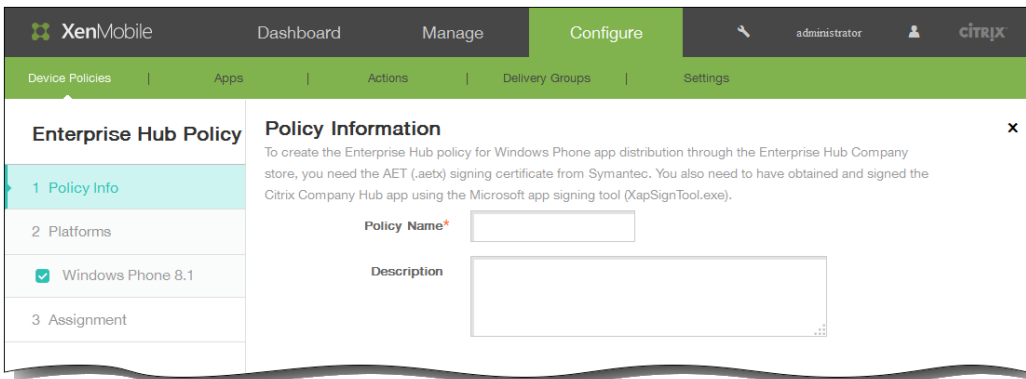 XenMobile Dashboard Manage Configure administrator CITRIX
Device Policies | Apps | Actions | Delivery Groups | Settings
Enterprise Hub Policy
1 Policy Info
2 Platforms
Windows Phone 8.1
3 Assignment
Policy Information
To create the Enterprise Hub policy for Windows Phone app distribution through the Enterprise Hub Company
store, you need the AET (.aetx) signing certificate from Symantec. You also need to have obtained and signed the
Citrix Company Hub app using the Microsoft app signing tool (XapSignTool.exe).
Policy Name*
Description